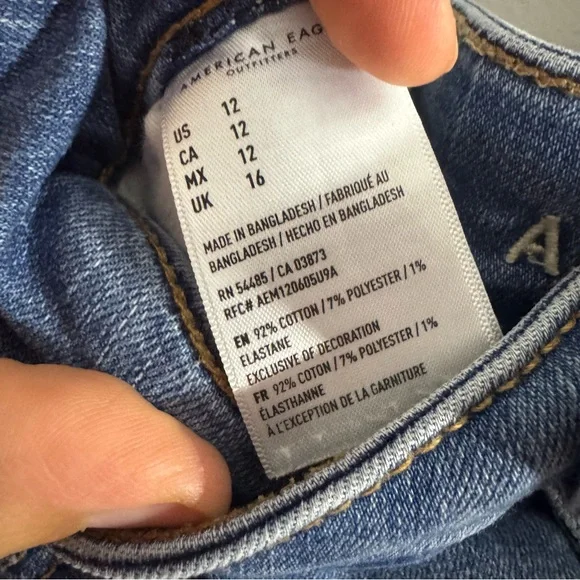 AMERICAN EAG
OUTFITTERS
US 12
CA 12
MX 12
UK 16
MADE IN BANGLADESH / FABRIQUÉ AU
BANGLADESH / HECHO EN BANGLADESH
RN 54485 / CA 03873
RFC# AEM120605U9A
EN 92% COTTON / 7% POLYESTER / 1%
ELASTANE
EXCLUSIVE OF DECORATION
FR 92% COTON / 7% POLYESTER / 1%
ÉLASTHANNE
À L'EXCEPTION DE LA GARNITURE
A